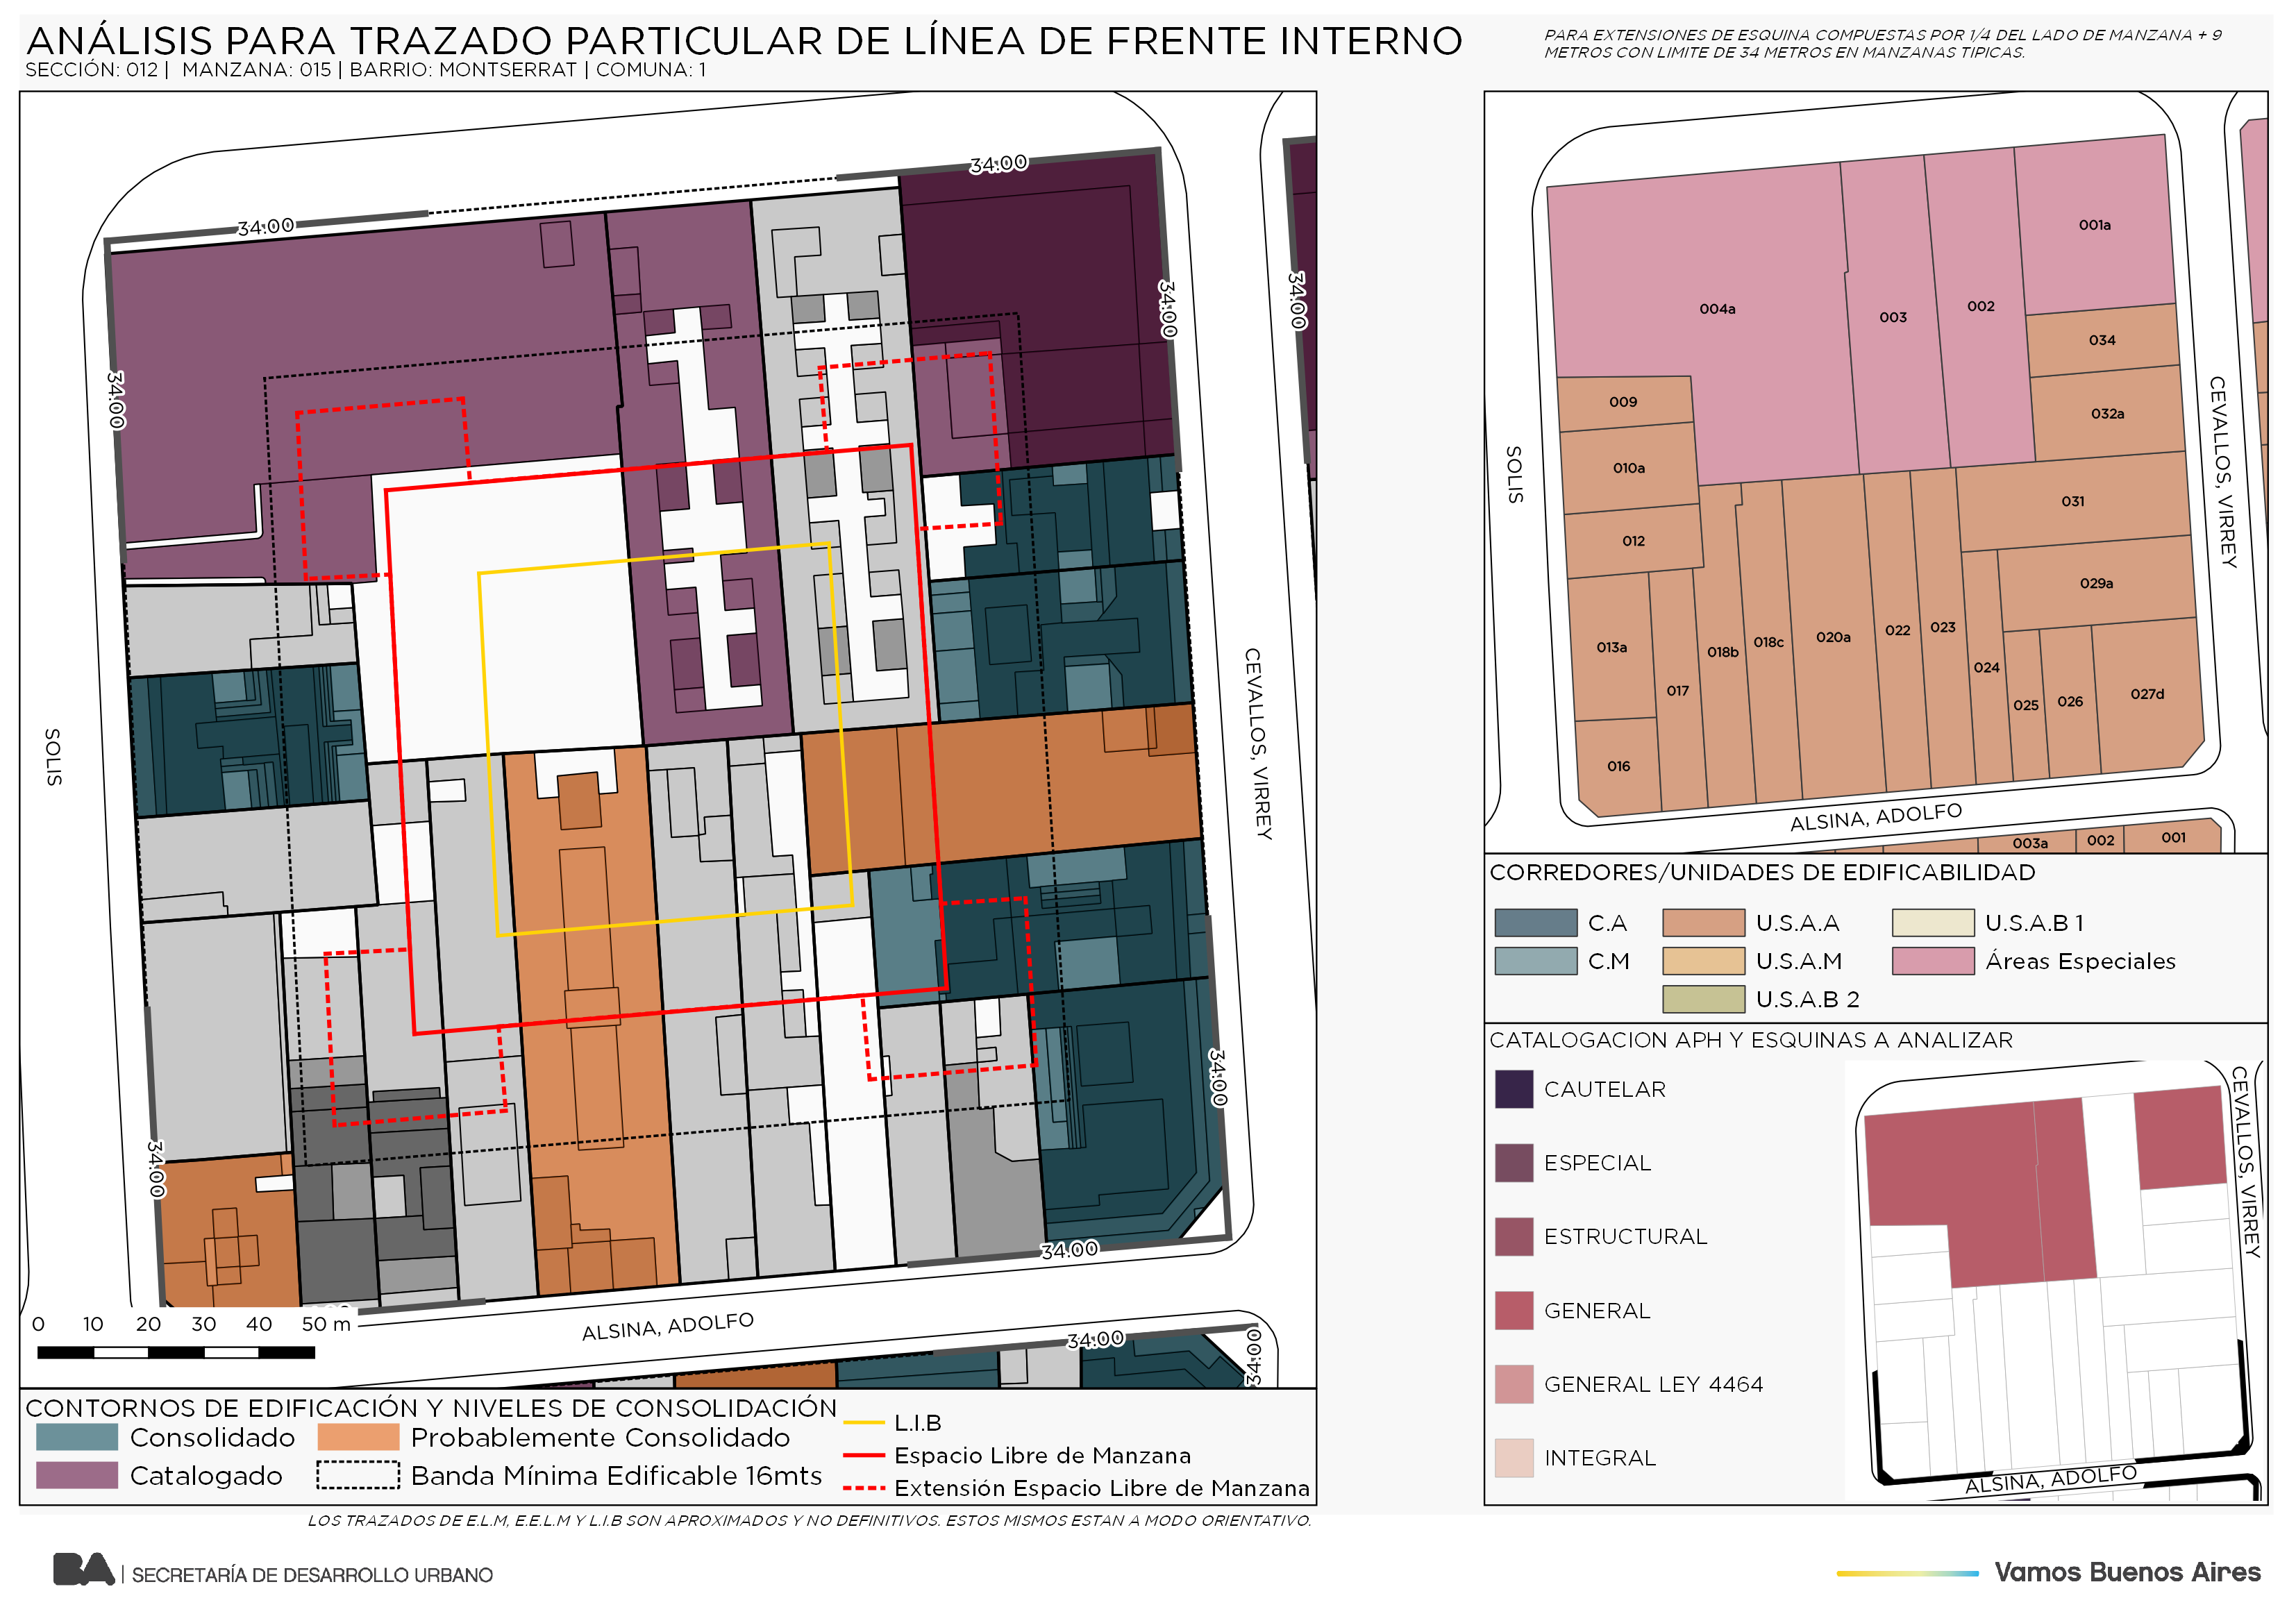 ANÁLISIS PARA TRAZADO PARTICULAR DE LÍNEA DE FRENTE INTERNO
SECCIÓN: 012 | MANZANA: 015 | BARRIO: MONTSERRAT | COMUNA: 1
PARA EXTENSIONES DE ESQUINA COMPUESTAS POR 1/4 DEL LADO DE MANZANA + 9
METROS CON LIMITE DE 34 METROS EN MANZANAS TIPICAS.
34.00
34.00
34.00
34.00
34.00
SOLIS
CEVALLOS, VIRREY
34.00
34.00
34.00
ALSINA, ADOLFO
34.00
34.00
0 10 20 30 40 50 m
CONTORNOS DE EDIFICACIÓN Y NIVELES DE CONSOLIDACIÓN
Consolidado
Probablemente Consolidado
Catalogado
Banda Mínima Edificable 16mts
L.I.B
Espacio Libre de Manzana
Extensión Espacio Libre de Manzana
LOS TRAZADOS DE E.L.M, E.E.L.M Y L.I.B SON APROXIMADOS Y NO DEFINITIVOS. ESTOS MISMOS ESTAN A MODO ORIENTATIVO.
001a
004a
003
002
034
009
032a
010a
031
012
029a
013a
018b
018c
020a
022
023
024
017
025
026
027d
016
SOLIS
CEVALLOS, VIRREY
ALSINA, ADOLFO
003a
002
001
CORREDORES/UNIDADES DE EDIFICABILIDAD
C.A
U.S.A.A
U.S.A.B 1
C.M
U.S.A.M
Áreas Especiales
U.S.A.B 2
CATALOGACION APH Y ESQUINAS A ANALIZAR
CAUTELAR
ESPECIAL
ESTRUCTURAL
GENERAL
GENERAL LEY 4464
INTEGRAL
CEVALLOS, VIRREY
ALSINA, ADOLFO
BA | SECRETARÍA DE DESARROLLO URBANO
Vamos Buenos Aires